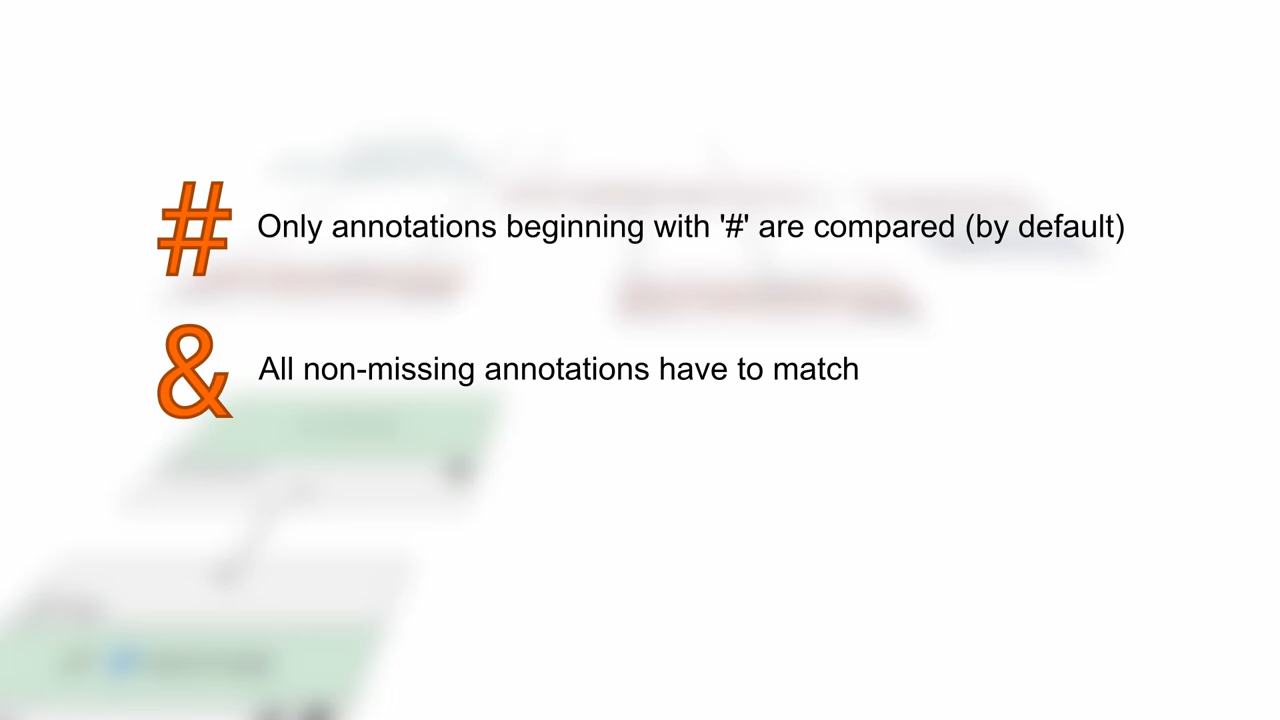 # Only annotations beginning with '#' are compared (by default)
& All non-missing annotations have to match